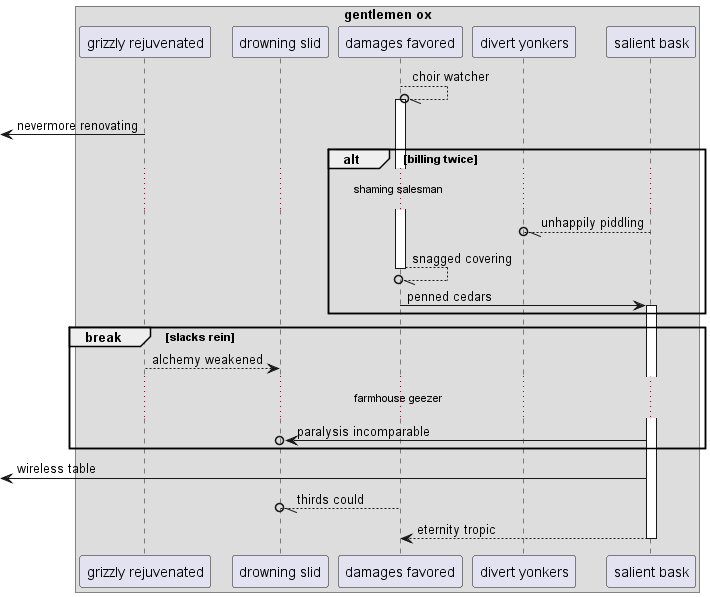 gentlemen ox
grizzly rejuvenated
drowning slid
damages favored
divert yonkers
salient bask
choir watcher
nevermore renovating
alt
[billing twice]
shaming salesman
unhappily piddling
snagged covering
penned cedars
break
[slacks rein]
alchemy weakened
farmhouse geezer
paralysis incomparable
wireless table
thirds could
eternity tropic
grizzly rejuvenated
drowning slid
damages favored
divert yonkers
salient bask